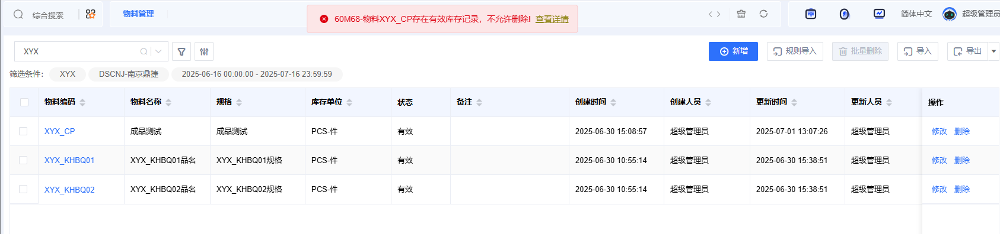 综合搜索
物料管理
60M68-物料XYX_CP存在有效库存记录，不允许删除! 查看详情
简体中文
超级管理员
XYX
新增
规则导入
批量删除
导入
导出
筛选条件：
XYX
DSCNJ-南京鼎捷
2025-06-16 00:00:00 - 2025-07-16 23:59:59
物料编码 物料名称 规格 库存单位 状态 备注 创建时间 创建人员 更新时间 更新人员 操作
XYX_CP 成品测试 成品测试 PCS-件 有效 2025-06-30 15:08:57 超级管理员 2025-07-01 13:07:26 超级管理员 修改 删除
XYX_KHBQ01 XYX_KHBQ01品名 XYX_KHBQ01规格 PCS-件 有效 2025-06-30 10:55:14 超级管理员 2025-06-30 15:38:51 超级管理员 修改 删除
XYX_KHBQ02 XYX_KHBQ02品名 XYX_KHBQ02规格 PCS-件 有效 2025-06-30 10:55:14 超级管理员 2025-06-30 15:38:51 超级管理员 修改 删除